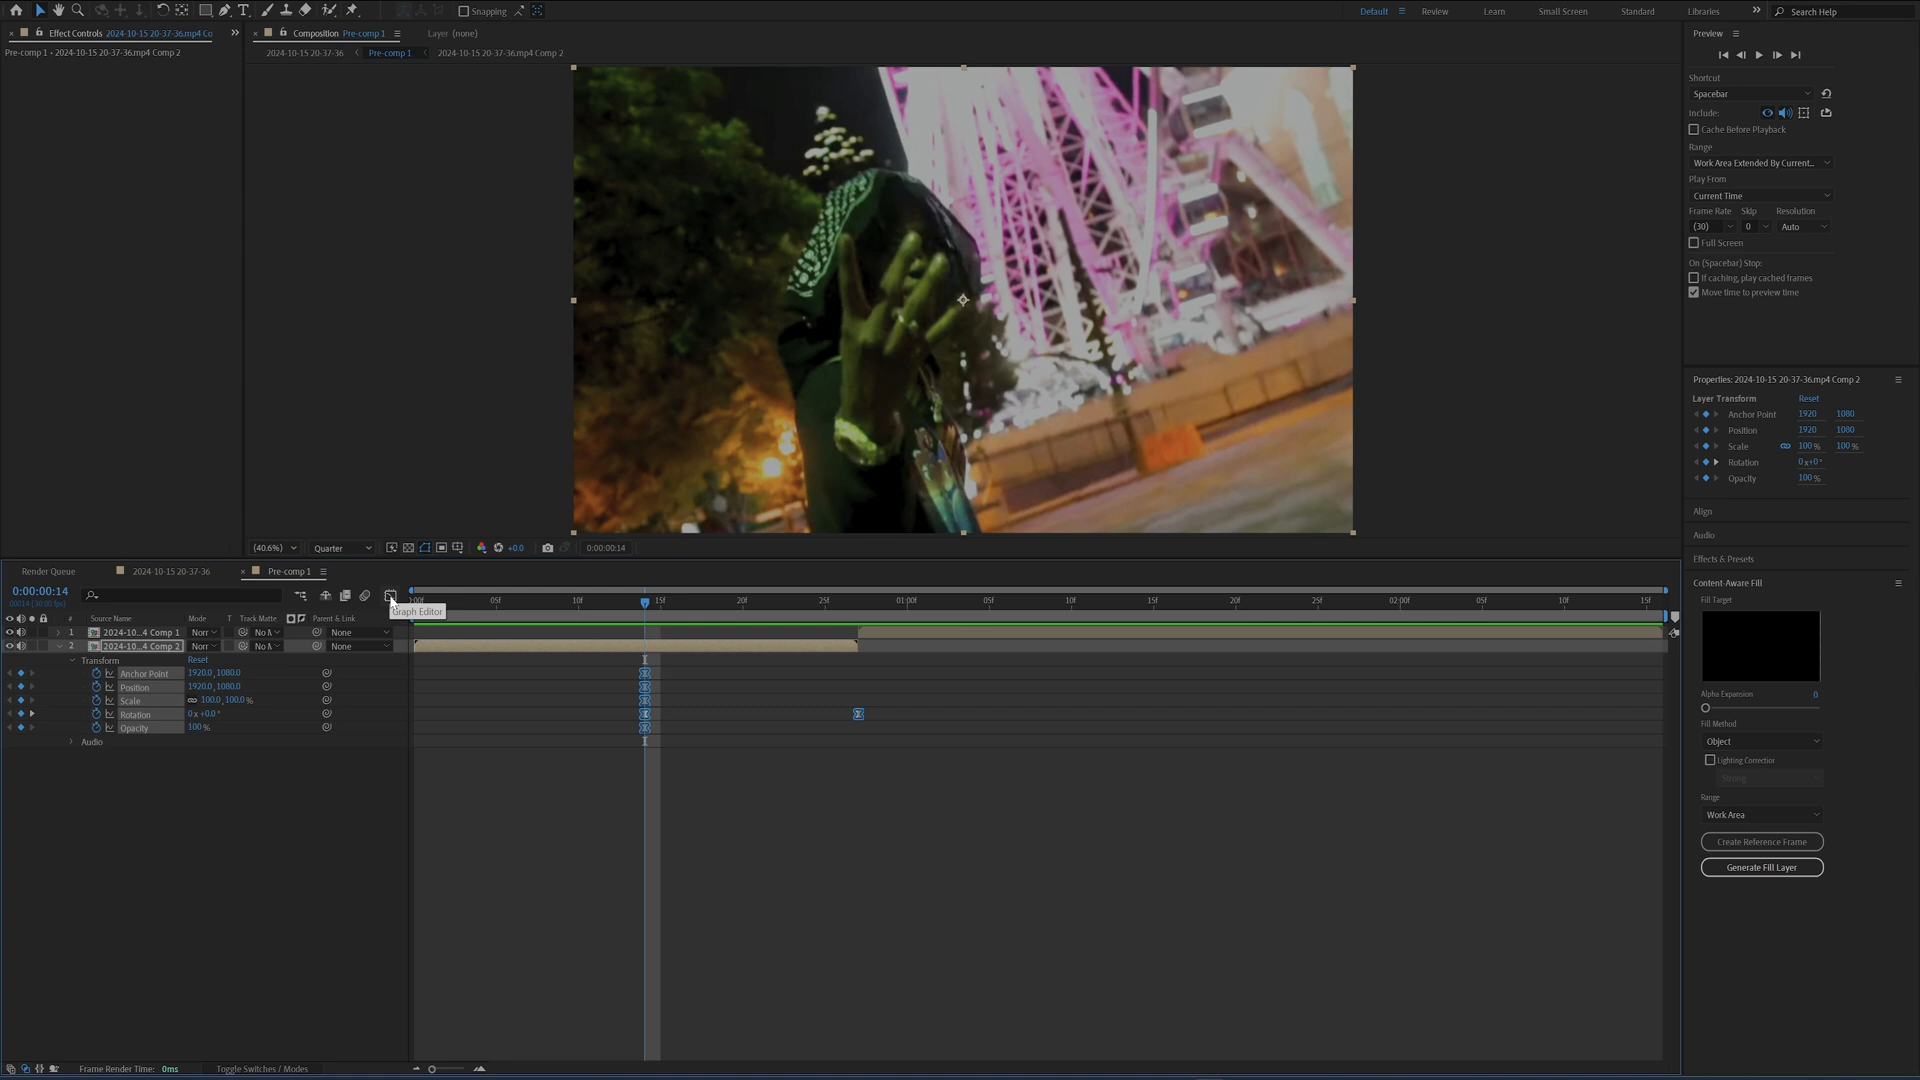 Snapping
Default
Review
Learn
Small Screen
Standard
Libraries
Search Help
Effect Controls 2024-10-15 20-37-36.mp4 Co
Pre-comp 1 • 2024-10-15 20-37-36.mp4 Comp 2
Composition Pre-comp 1
Layer (none)
2024-10-15 20-37-36
Pre-comp 1
2024-10-15 20-37-36.mp4 Comp 2
(40.6%)
Quarter
+0.0
0:00:00:14
Preview
Shortcut
Spacebar
Include:
Cache Before Playback
Range
Work Area Extended By Current...
Play From
Current Time
Frame Rate Skip Resolution
(30) 0 Auto
Full Screen
On (Spacebar) Stop:
If caching, play cached frames
Move time to preview time
Properties: 2024-10-15 20-37-36.mp4 Comp 2
Layer Transform Reset
Anchor Point 1920 1080
Position 1920 1080
Scale 100 % 100 %
Rotation 0x+0°
Opacity 100 %
Align
Audio
Effects & Presets
Content-Aware Fill
Fill Target
Alpha Expansion 0
Fill Method
Object
Lighting Correction
Strong
Range
Work Area
Create Reference Frame
Generate Fill Layer
Render Queue
2024-10-15 20-37-36
Pre-comp 1
0:00:00:14
00014 (30.00 fps)
Graph Editor
:00f 05f 10f 15f 20f 25f 01:00f 05f 10f 15f 20f 25f 02:00f 05f 10f 15f
# Source Name Mode T Track Matte Parent & Link
1 2024-10...4 Comp 1 Norr No M None
2 2024-10...4 Comp 2 Norr No M None
Transform Reset
Anchor Point 1920.0,1080.0
Position 1920.0,1080.0
Scale 100.0,100.0 %
Rotation 0x+0.0°
Opacity 100 %
Audio
Frame Render Time: 0ms
Toggle Switches / Modes